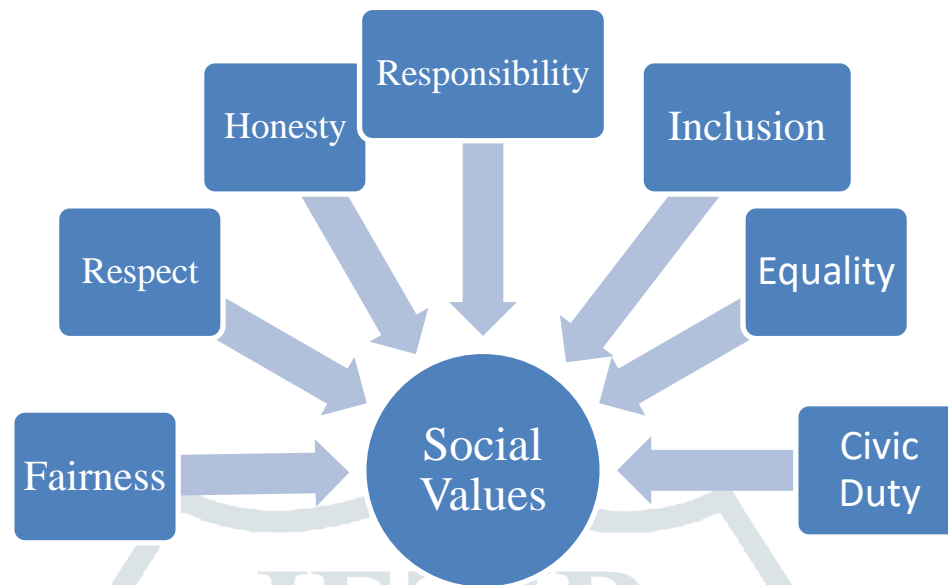 Responsibility
Honesty
Inclusion
Respect
Equality
Fairness
Social
Values
Civic
Duty